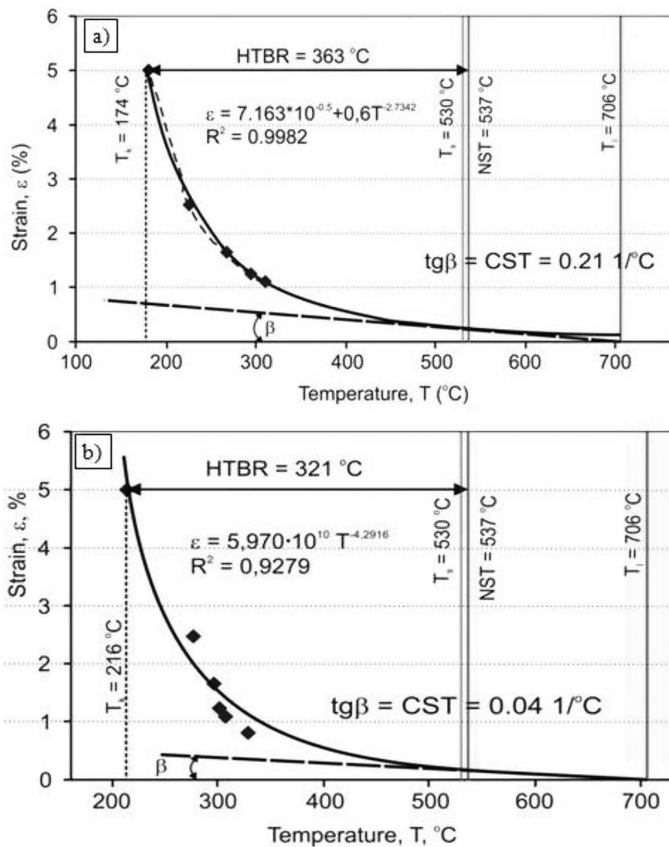 a)
6
5
4
3
2
1
0
Strain, ε (%)
HTBR = 363 °C
Tₖ = 174 °C
ε = 7.163*10⁻⁰·⁵+0,6T⁻²·⁷³⁴²
R² = 0.9982
Tₛ = 530 °C
NST = 537 °C
Tₗ = 706 °C
tgβ = CST = 0.21 1/°C
β
100 200 300 400 500 600 700
Temperature, T (°C)
b)
6
5
4
3
2
1
0
Strain, ε, %
HTBR = 321 °C
Tₖ = 216 °C
ε = 5,970·10¹⁰ T⁻⁴·²⁹¹⁶
R² = 0,9279
Tₛ = 530 °C
NST = 537 °C
Tₗ = 706 °C
tgβ = CST = 0.04 1/°C
β
200 300 400 500 600 700
Temperature, T, °C